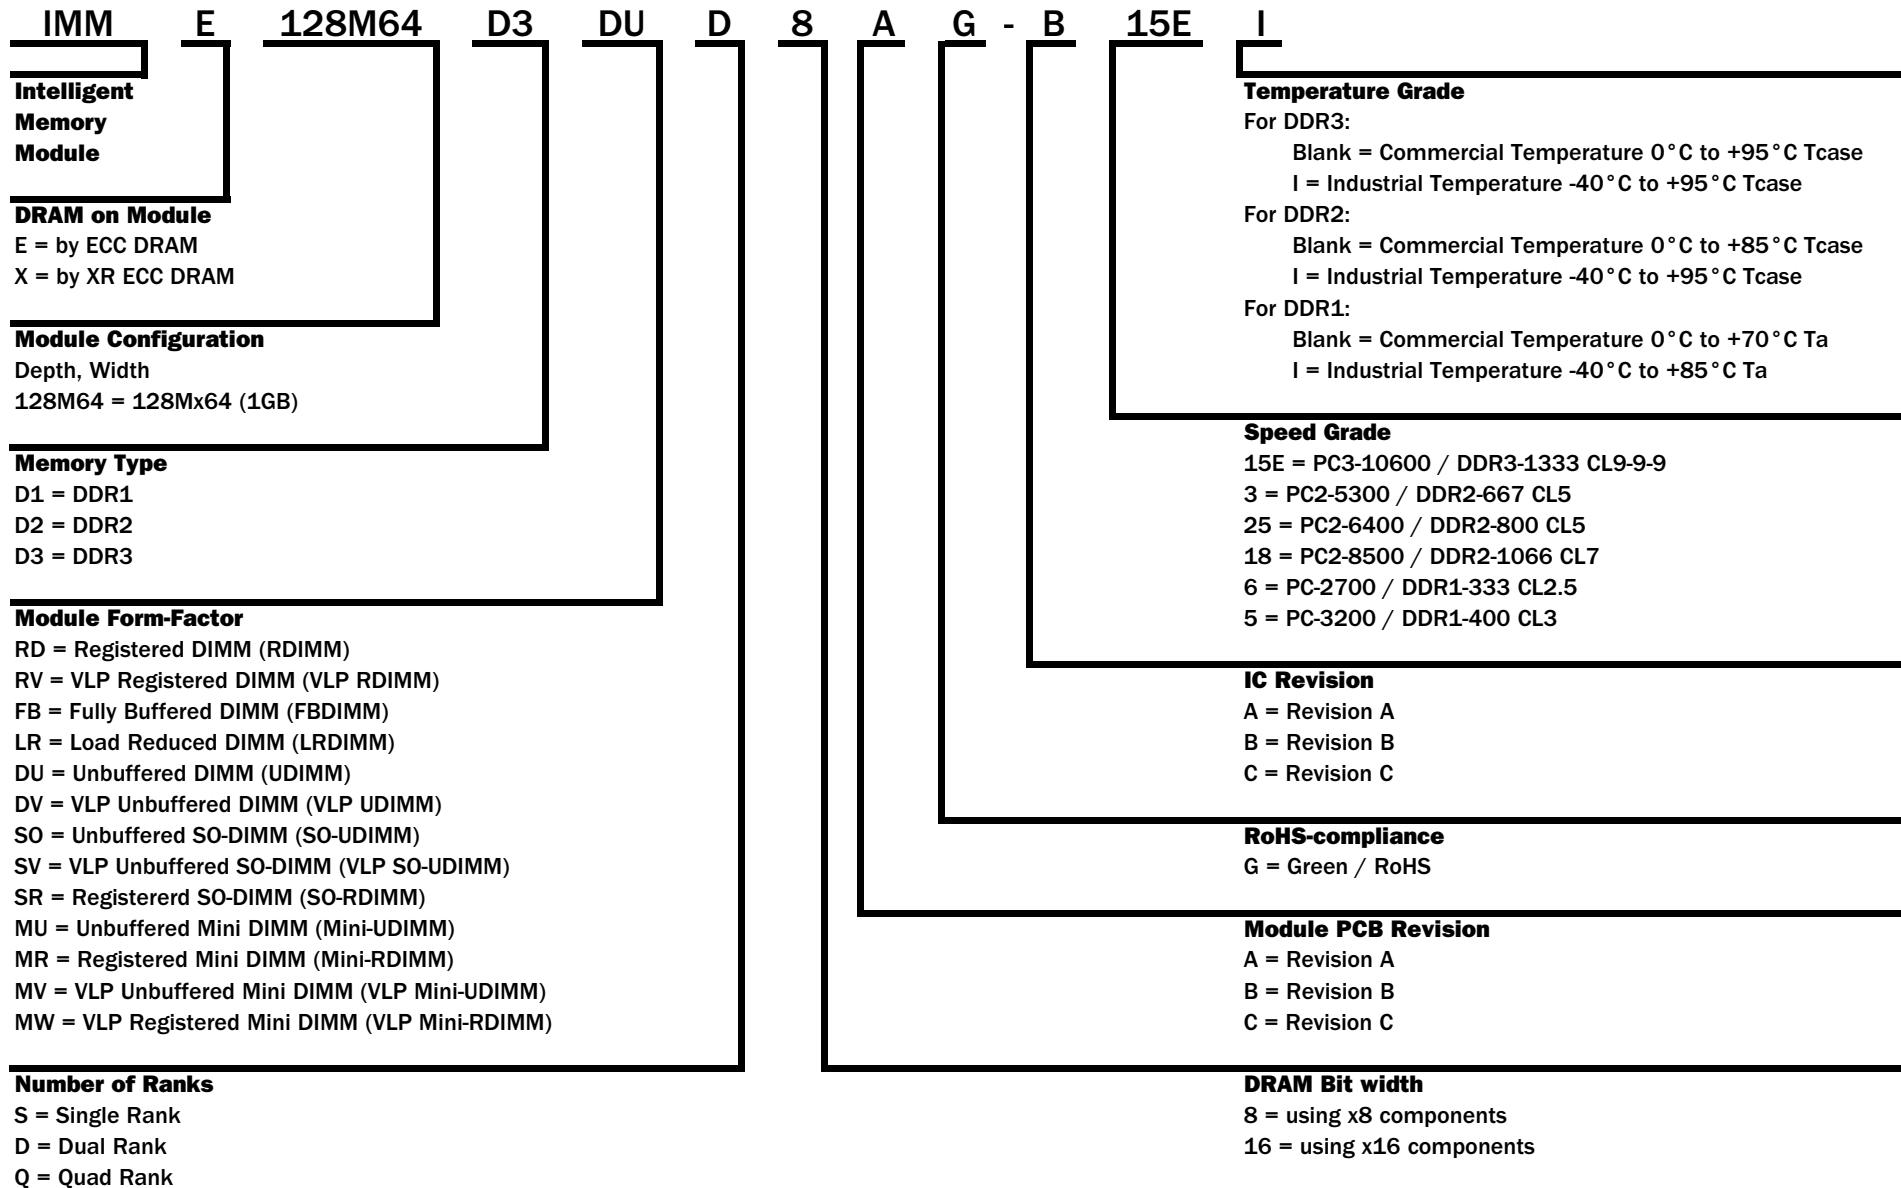 IMM E 128M64 D3 DU D 8 A G - B 15E I
Intelligent
Memory
Module
DRAM on Module
E = by ECC DRAM
X = by XR ECC DRAM
Module Configuration
Depth, Width
128M64 = 128Mx64 (1GB)
Memory Type
D1 = DDR1
D2 = DDR2
D3 = DDR3
Module Form-Factor
RD = Registered DIMM (RDIMM)
RV = VLP Registered DIMM (VLP RDIMM)
FB = Fully Buffered DIMM (FBDIMM)
LR = Load Reduced DIMM (LRDIMM)
DU = Unbuffered DIMM (UDIMM)
DV = VLP Unbuffered DIMM (VLP UDIMM)
SO = Unbuffered SO-DIMM (SO-UDIMM)
SV = VLP Unbuffered SO-DIMM (VLP SO-UDIMM)
SR = Registererd SO-DIMM (SO-RDIMM)
MU = Unbuffered Mini DIMM (Mini-UDIMM)
MR = Registered Mini DIMM (Mini-RDIMM)
MV = VLP Unbuffered Mini DIMM (VLP Mini-UDIMM)
MW = VLP Registered Mini DIMM (VLP Mini-RDIMM)
Number of Ranks
S = Single Rank
D = Dual Rank
Q = Quad Rank
Temperature Grade
For DDR3:
Blank = Commercial Temperature 0°C to +95°C Tcase
I = Industrial Temperature -40°C to +95°C Tcase
For DDR2:
Blank = Commercial Temperature 0°C to +85°C Tcase
I = Industrial Temperature -40°C to +95°C Tcase
For DDR1:
Blank = Commercial Temperature 0°C to +70°C Ta
I = Industrial Temperature -40°C to +85°C Ta
Speed Grade
15E = PC3-10600 / DDR3-1333 CL9-9-9
3 = PC2-5300 / DDR2-667 CL5
25 = PC2-6400 / DDR2-800 CL5
18 = PC2-8500 / DDR2-1066 CL7
6 = PC-2700 / DDR1-333 CL2.5
5 = PC-3200 / DDR1-400 CL3
IC Revision
A = Revision A
B = Revision B
C = Revision C
RoHS-compliance
G = Green / RoHS
Module PCB Revision
A = Revision A
B = Revision B
C = Revision C
DRAM Bit width
8 = using x8 components
16 = using x16 components